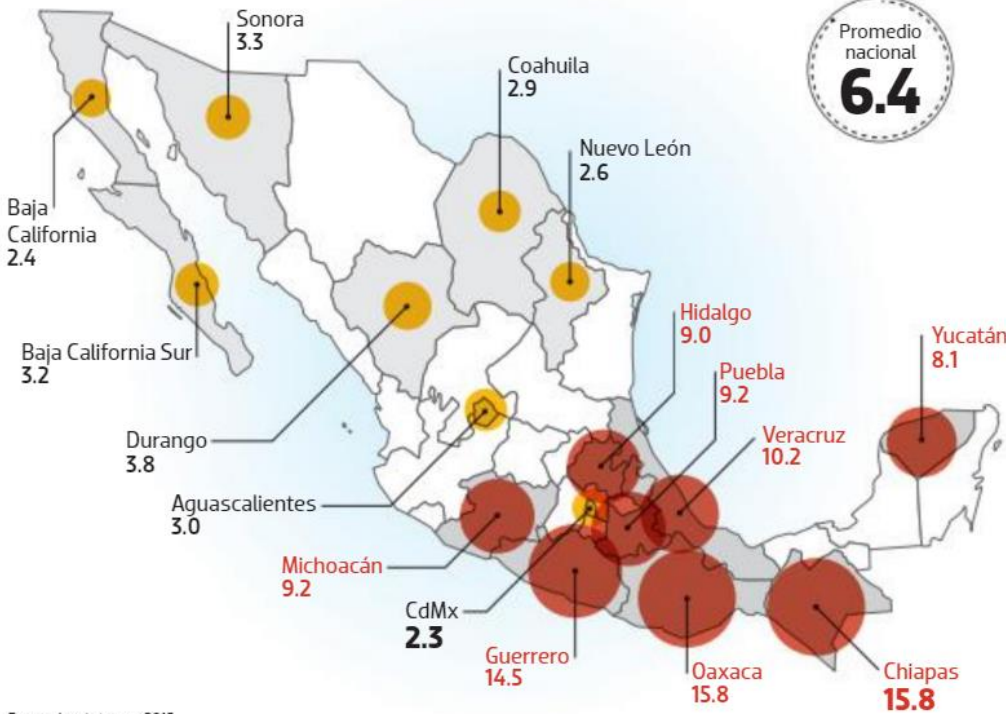 Sonora
3.3
Promedio
nacional
6.4
Coahuila
2.9
Nuevo León
2.6
Baja
California
2.4
Hidalgo
9.0
Yucatán
8.1
Baja California Sur
3.2
Puebla
9.2
Veracruz
10.2
Durango
3.8
Aguascalientes
3.0
Michoacán
9.2
CdMx
2.3
Guerrero
14.5
Oaxaca
15.8
Chiapas
15.8